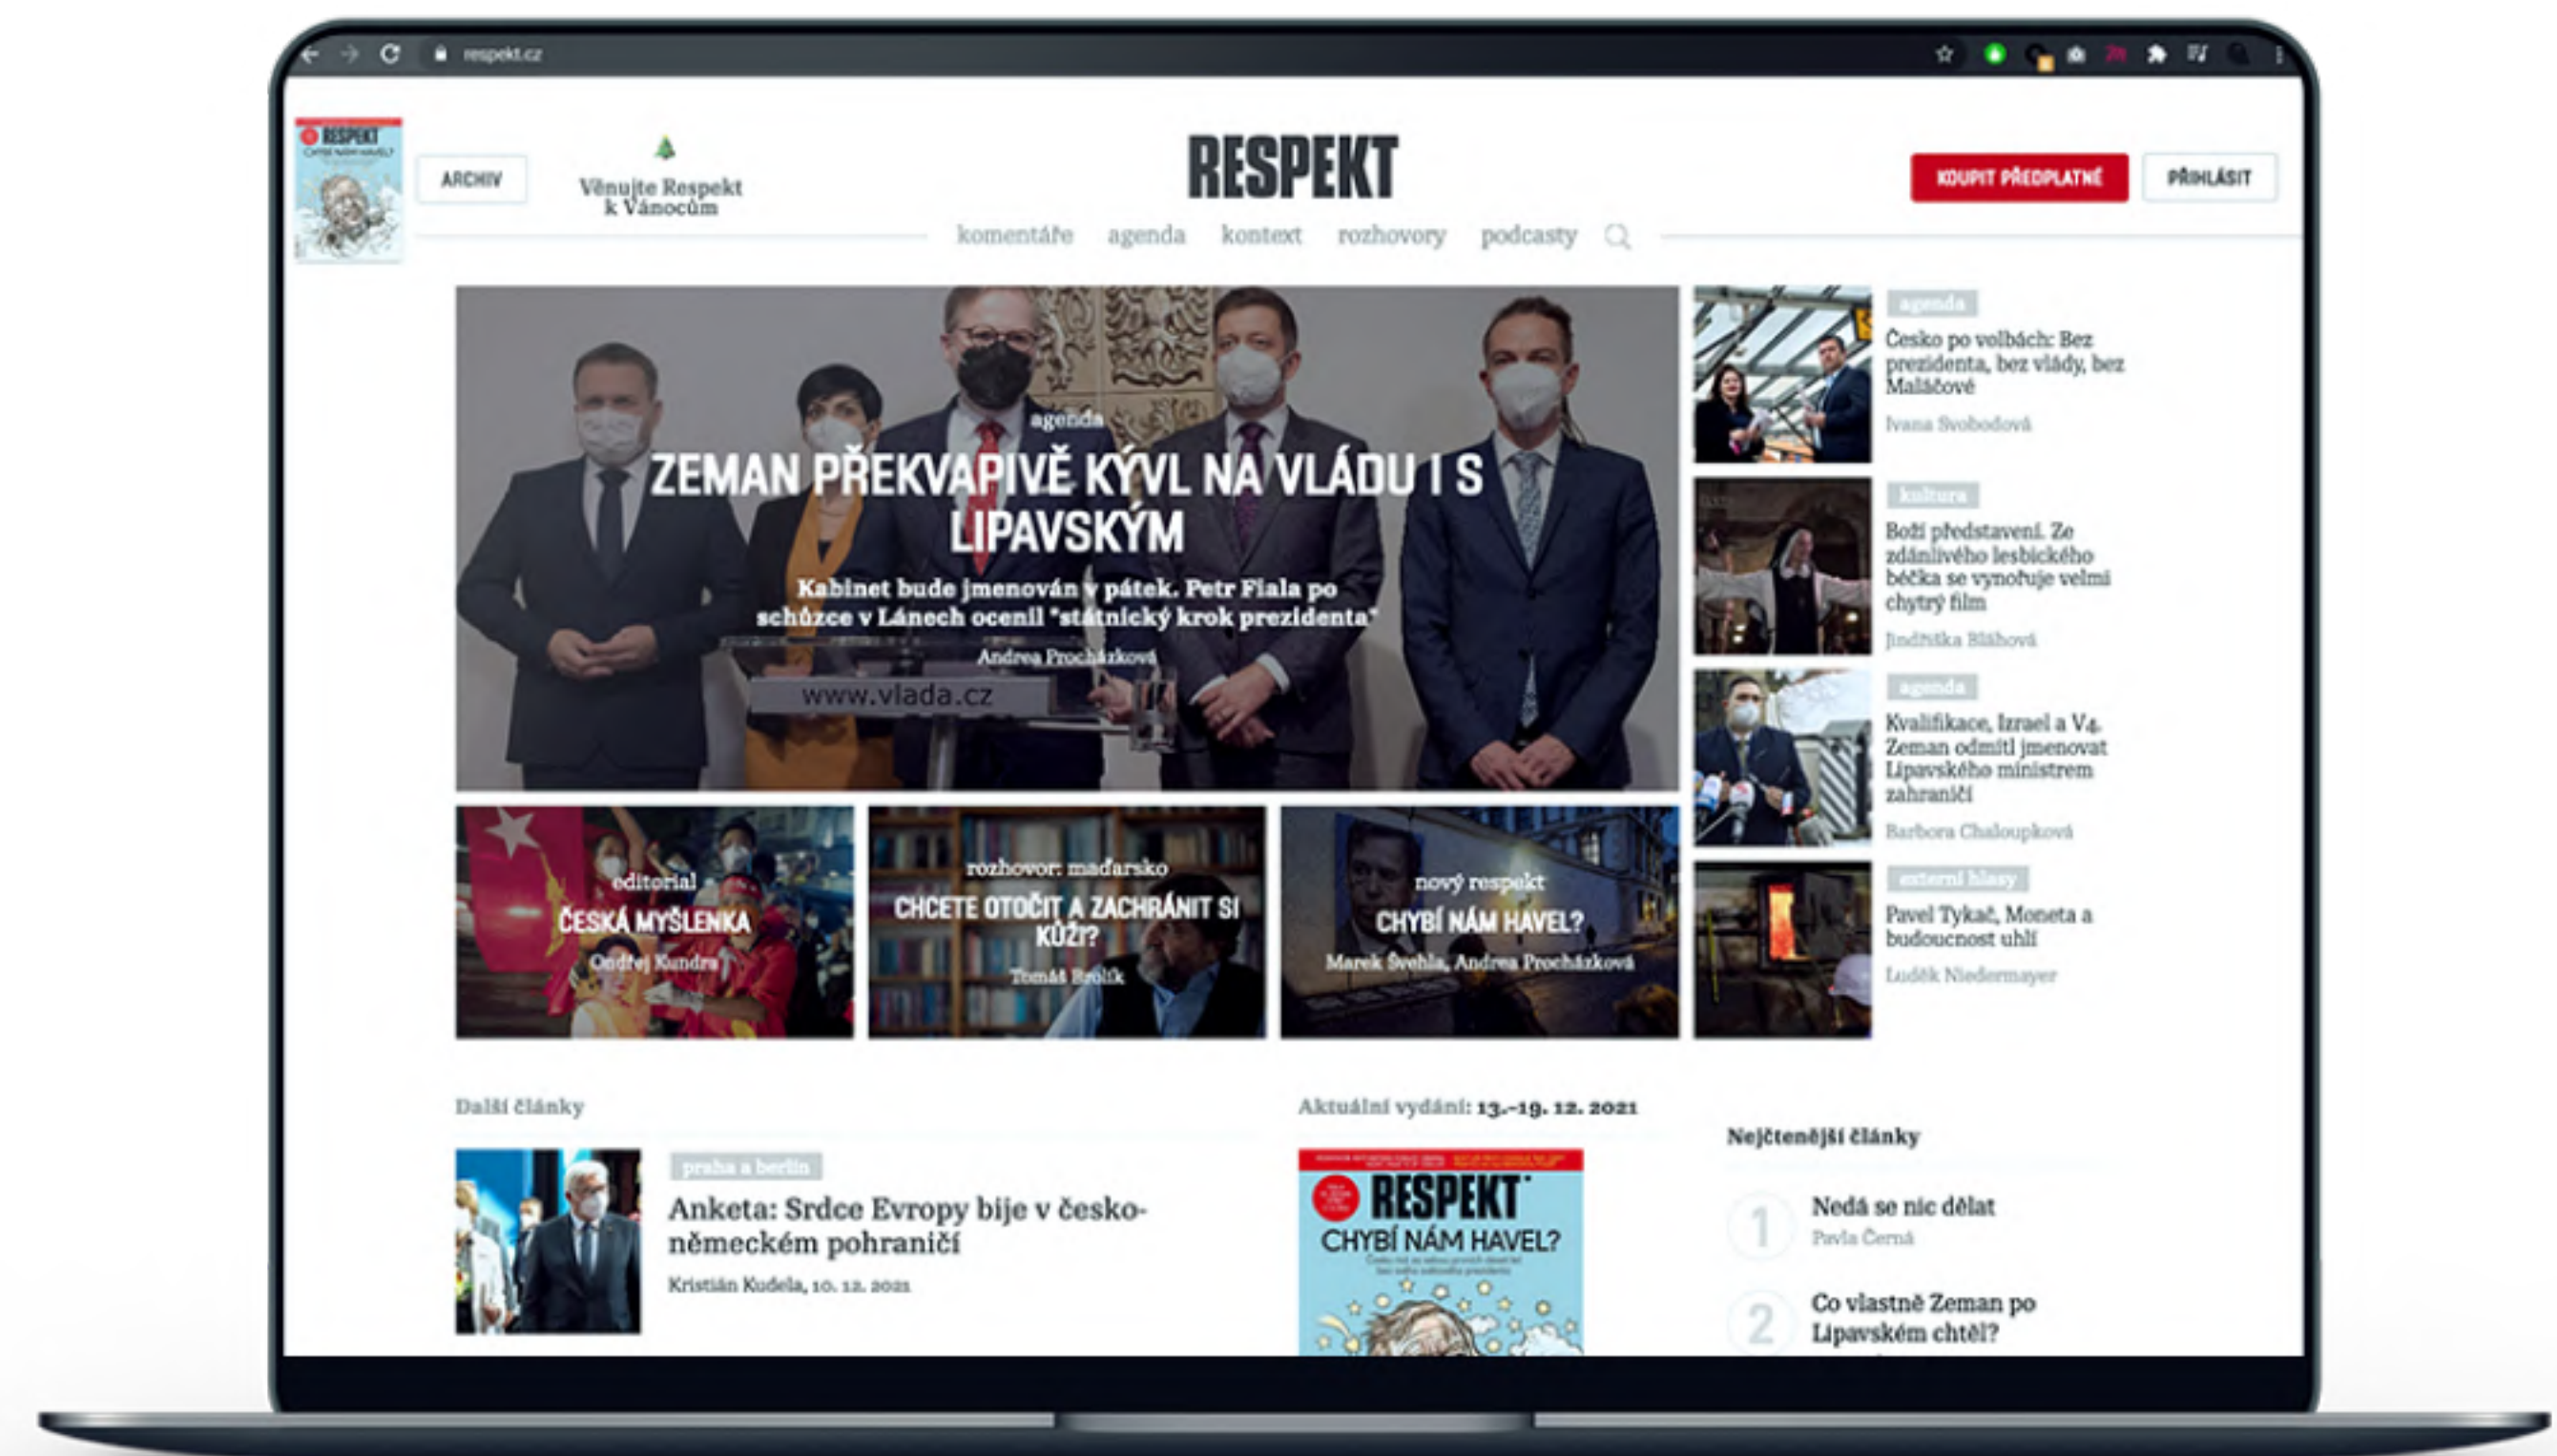 respekt.cz
RESPEKT
CHYBÍ NÁM HAVEL?
ARCHIV
Věnujte Respekt
k Vánocům
RESPEKT
KOUPIT PŘEDPLATNÉ
PŘIHLÁSIT
komentáře agenda kontext rozhovory podcasty
agenda
ZEMAN PŘEKVAPIVĚ KÝVL NA VLÁDU I S
LIPAVSKÝM
Kabinet bude jmenován v pátek. Petr Fiala po
schůzce v Lánech ocenil "státnický krok prezidenta"
Andrea Procházková
www.vlada.cz
agenda
Česko po volbách: Bez
prezidenta, bez vlády, bez
Maláčové
Ivana Svobodová
kultura
Boží představení. Ze
zdánlivého lesbického
béčka se vynořuje velmi
chytrý film
Jindřiška Bláhová
agenda
Kvalifikace, Izrael a V4.
Zeman odmítl jmenovat
Lipavského ministrem
zahraničí
Barbora Chaloupková
externí hlasy
Pavel Tykač, Moneta a
budoucnost uhlí
Luděk Niedermayer
editorial
ČESKÁ MYŠLENKA
Ondřej Kundra
rozhovor: maďarsko
CHCETE OTOČIT A ZACHRÁNIT SI
KŮŽI?
Tomáš Brolík
nový respekt
CHYBÍ NÁM HAVEL?
Marek Švehla, Andrea Procházková
Další články
praha a berlín
Anketa: Srdce Evropy bije v česko-
německém pohraničí
Kristián Kudela, 10. 12. 2021
Aktuální vydání: 13.–19. 12. 2021
RESPEKT
CHYBÍ NÁM HAVEL?
Nejčtenější články
1
Nedá se nic dělat
Pavla Černá
2
Co vlastně Zeman po
Lipavském chtěl?